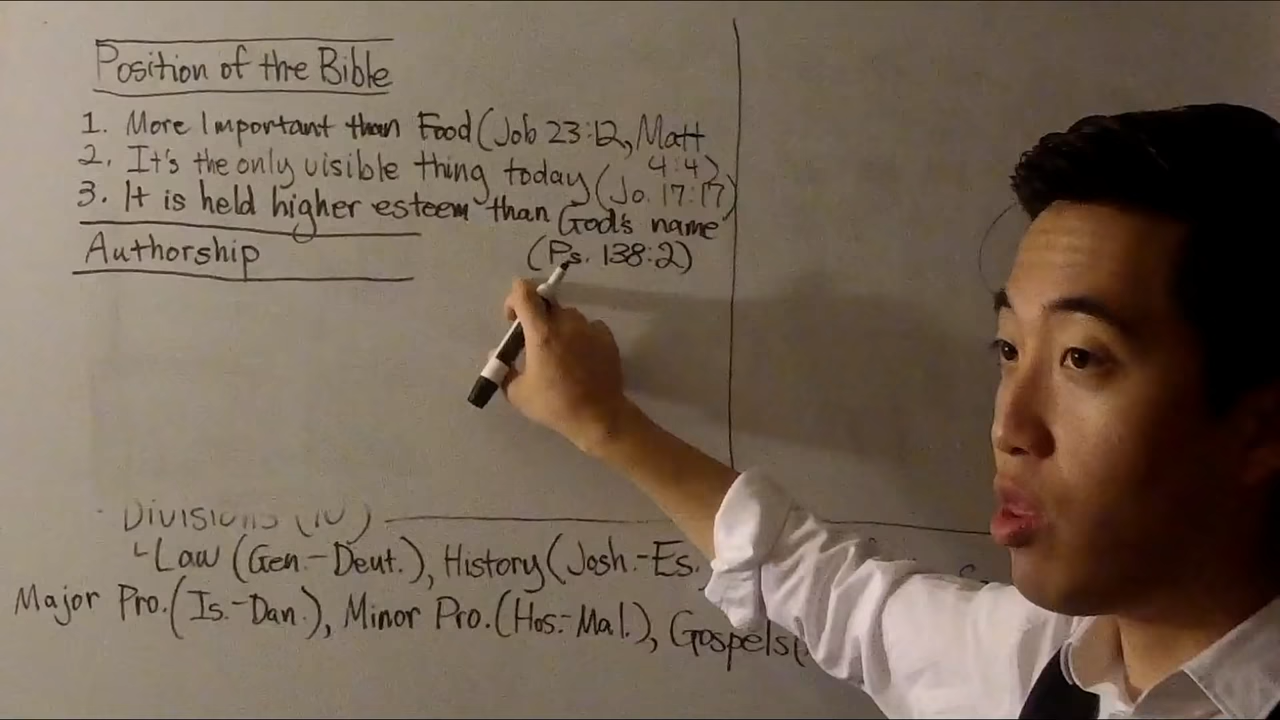 Position of the Bible
1. More Important than Food (Job 23:12, Matt
4:4)
2. It's the only visible thing today (Jo. 17:17)
3. It is held higher esteem than God's name
(Ps. 138:2)
Authorship
Divisions (10)
Law (Gen.-Deut.), History (Josh.-Es.
Major Pro. (Is.-Dan.), Minor Pro. (Hos.-Mal.), Gospels (